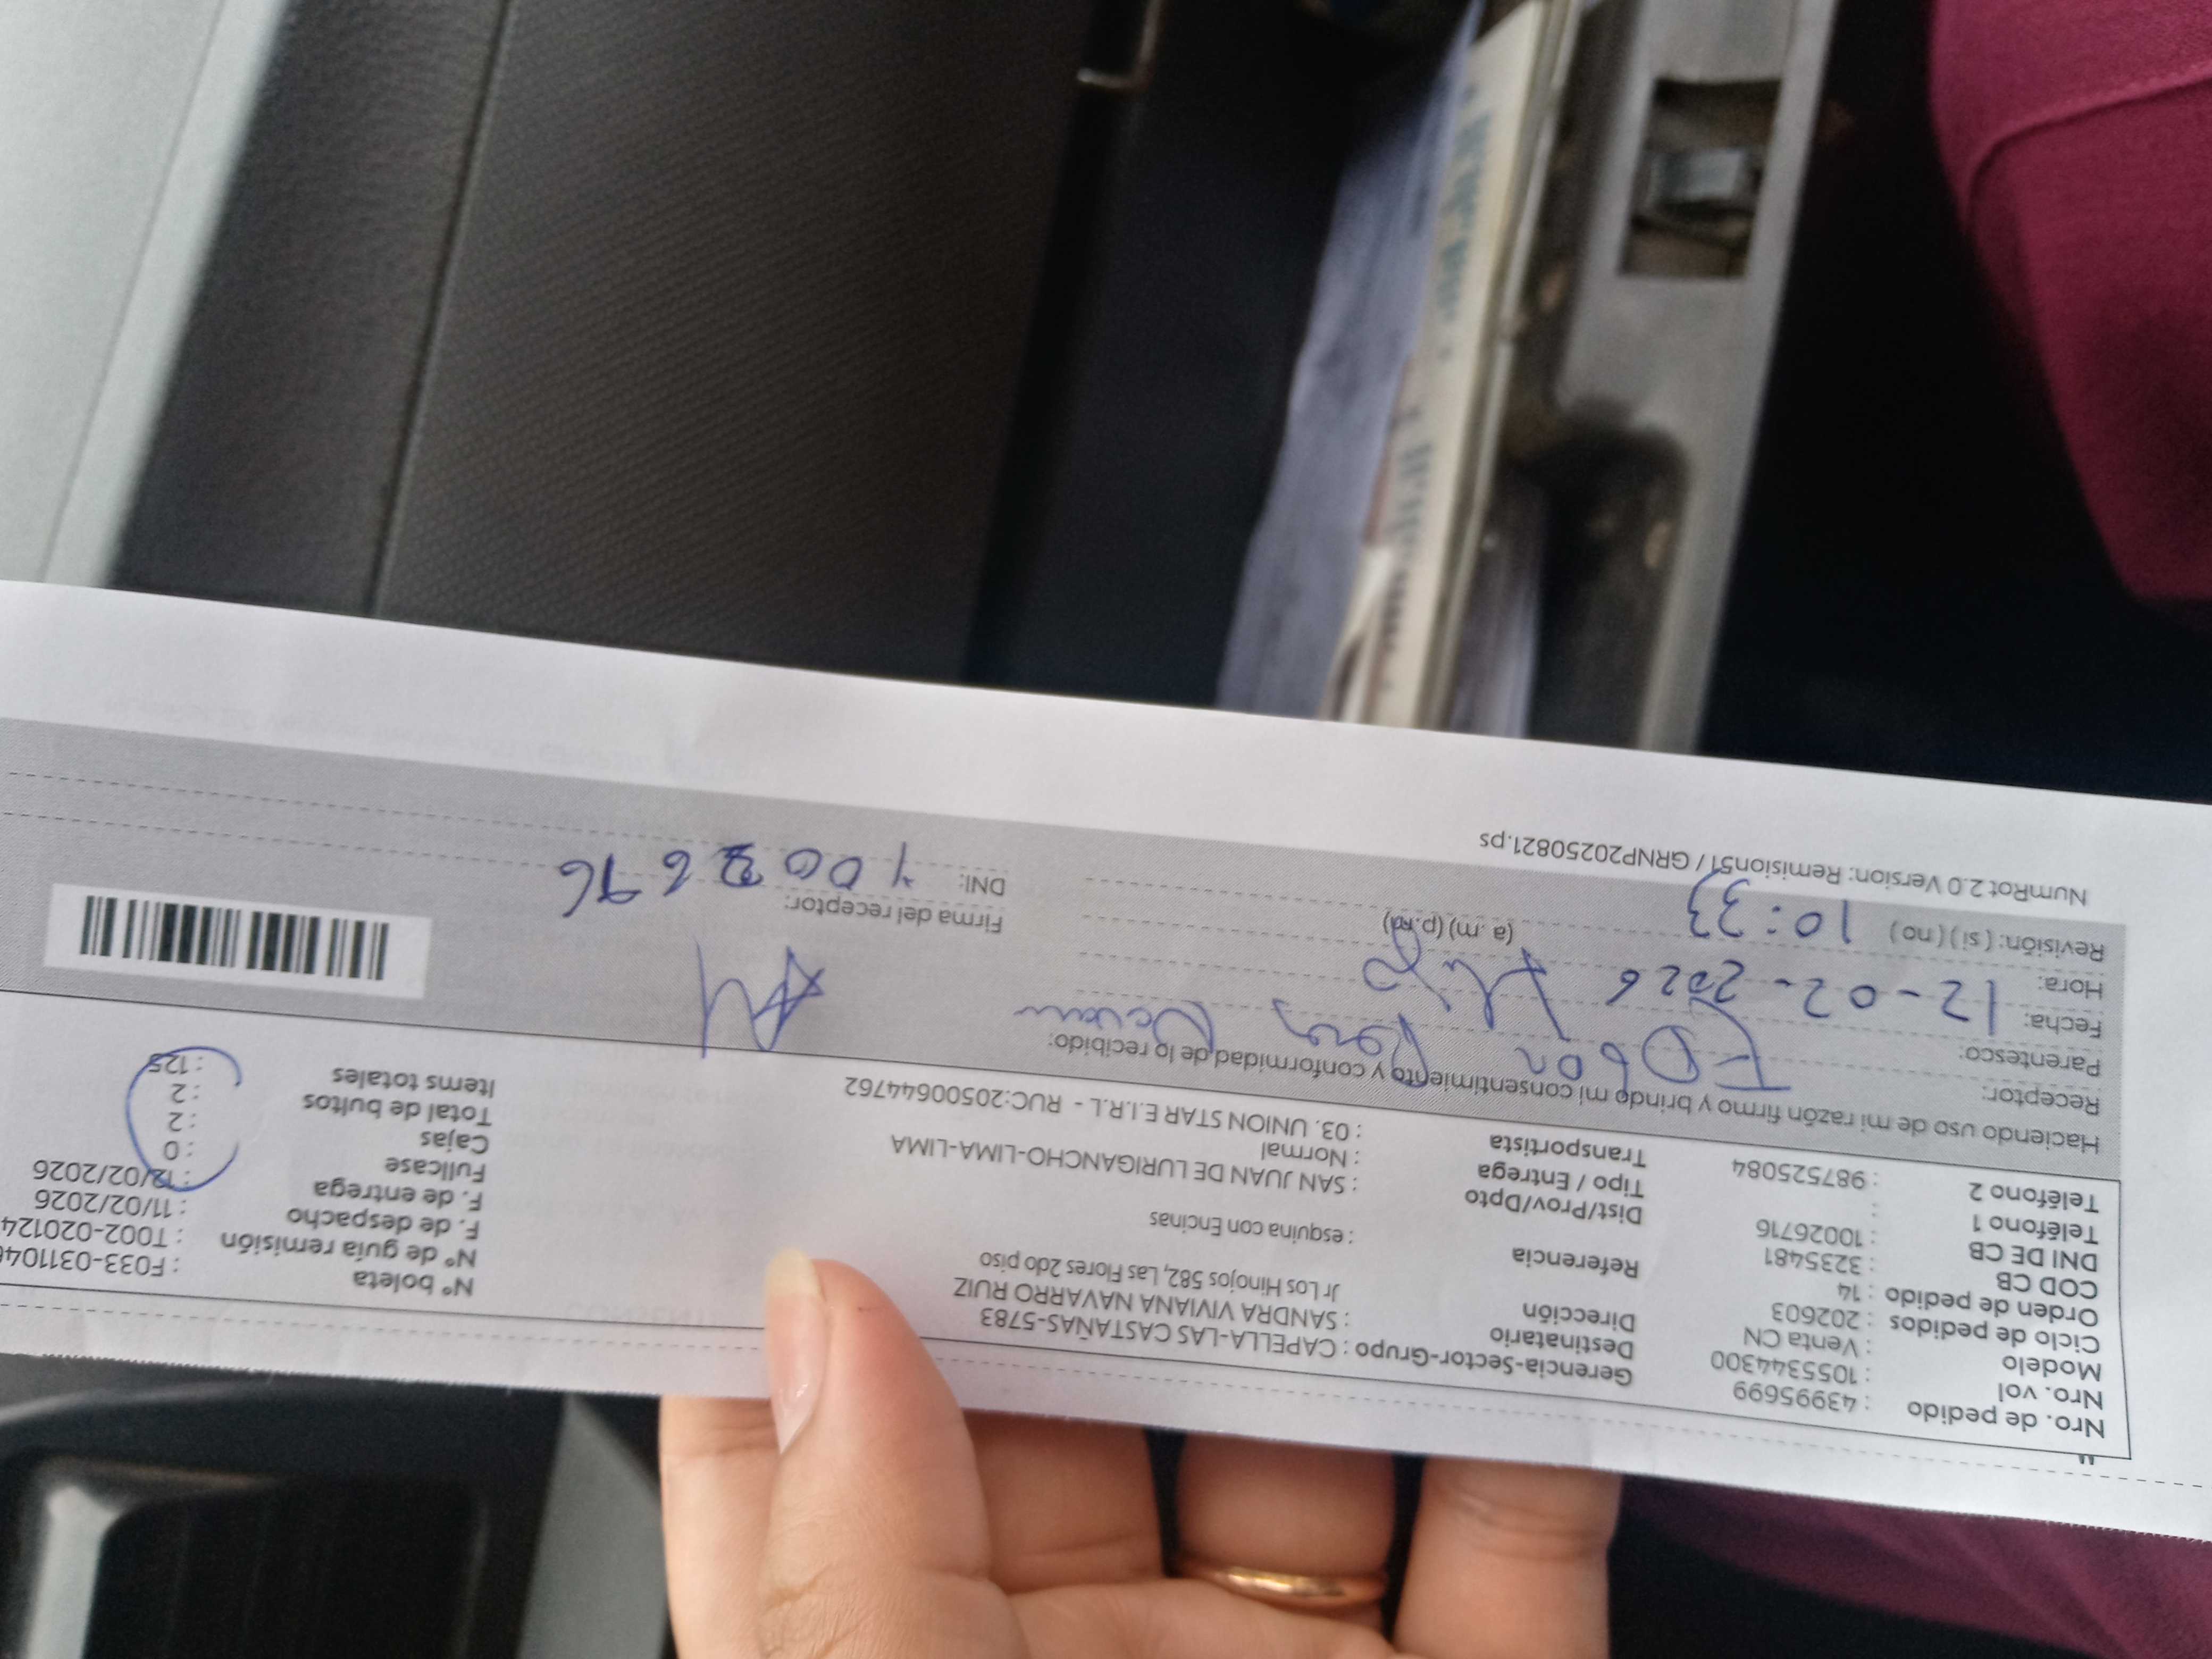 Nro. de pedido : 43995699
Nro. vol : 1055344300
Modelo : Venta CN
Ciclo de pedidos : 202603
Orden de pedido : 14
COD CB : 3235481
DNI DE CB : 10026716
Teléfono 1 :
Teléfono 2 : 987525084
Gerencia-Sector-Grupo : CAPELLA-LAS CASTAÑAS-5783
Destinatario : SANDRA VIVIANA NAVARRO RUIZ
Dirección Jr Los Hinojos 582, Las Flores 2do piso
Referencia : esquina con Encinas
Dist/Prov/Dpto : SAN JUAN DE LURIGANCHO-LIMA-LIMA
Tipo / Entrega : Normal
Transportista : 03. UNION STAR E.I.R.L - RUC:20500644762
N° boleta : F033-031104
N° de guía remisión : T002-020124
F. de despacho : 11/02/2026
F. de entrega : 12/02/2026
Fullcase : 0
Cajas : 2
Total de bultos : 2
Items totales : 125
Haciendo uso de mi razón firmo y brindo mi consentimiento y conformidad de lo recibido:
Receptor:
Parentesco:
Fecha: 12-02-2026
Hora: 10:33 (a. m) (p. m)
Revisión: ( si ) ( no )
Firma del receptor:
DNI:
NumRot 2.0 Version: Remision51 / GRNP20250821.ps